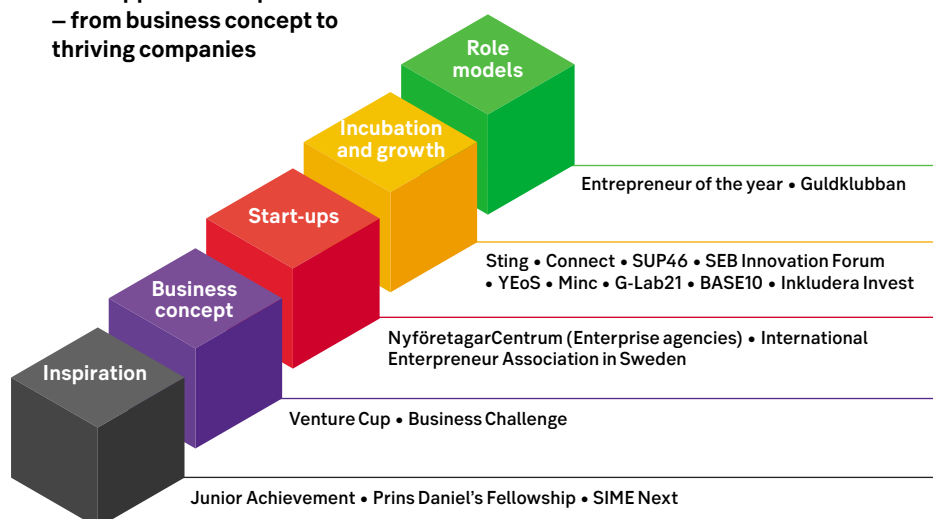 – from business concept to
thriving companies
Role
models
Entrepreneur of the year • Guldklubban
Incubation
and growth
Sting • Connect • SUP46 • SEB Innovation Forum
• YEoS • Minc • G-Lab21 • BASE10 • Inkludera Invest
Start-ups
NyföretagarCentrum (Enterprise agencies) • International
Enterpreneur Association in Sweden
Business
concept
Venture Cup • Business Challenge
Inspiration
Junior Achievement • Prins Daniel’s Fellowship • SIME Next